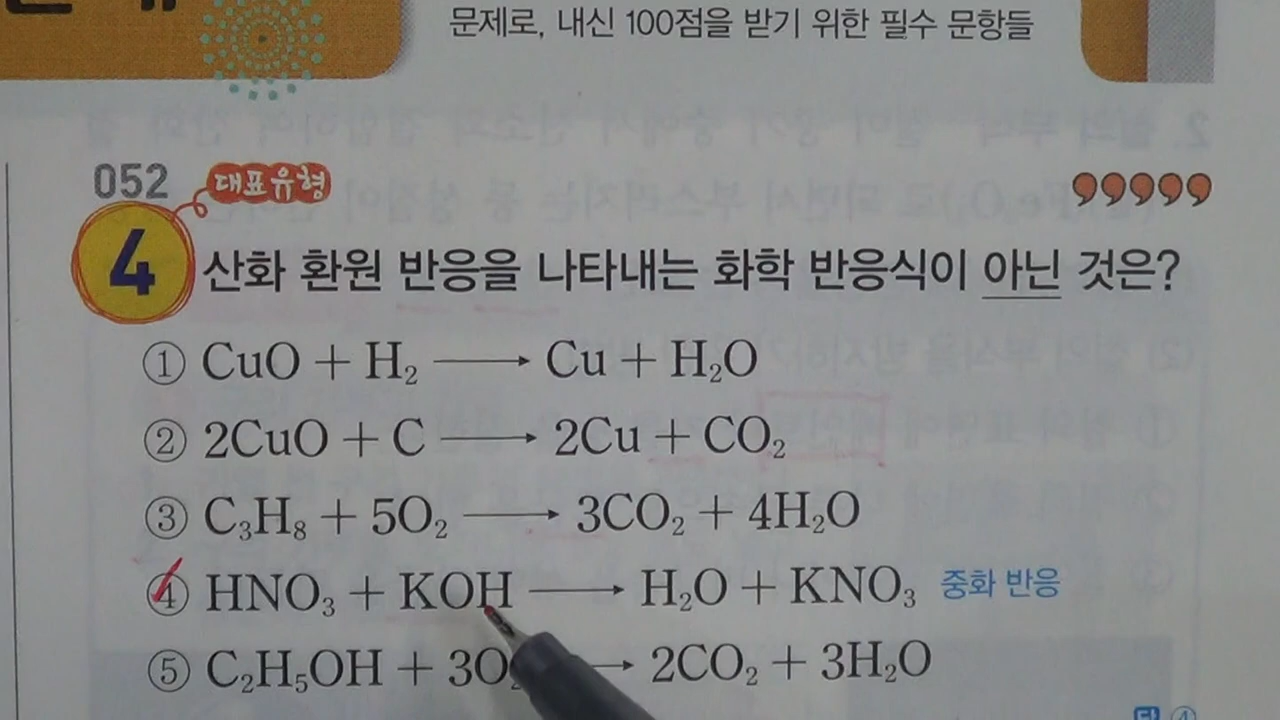 문제로, 내신 100점을 받기 위한 필수 문항들
052 대표유형
4 산화 환원 반응을 나타내는 화학 반응식이 아닌 것은?
① CuO + H₂ ⟶ Cu + H₂O
② 2CuO + C ⟶ 2Cu + CO₂
③ C₃H₈ + 5O₂ ⟶ 3CO₂ + 4H₂O
④ HNO₃ + KOH ⟶ H₂O + KNO₃ 중화 반응
⑤ C₂H₅OH + 3O₂ ⟶ 2CO₂ + 3H₂O
답 ④